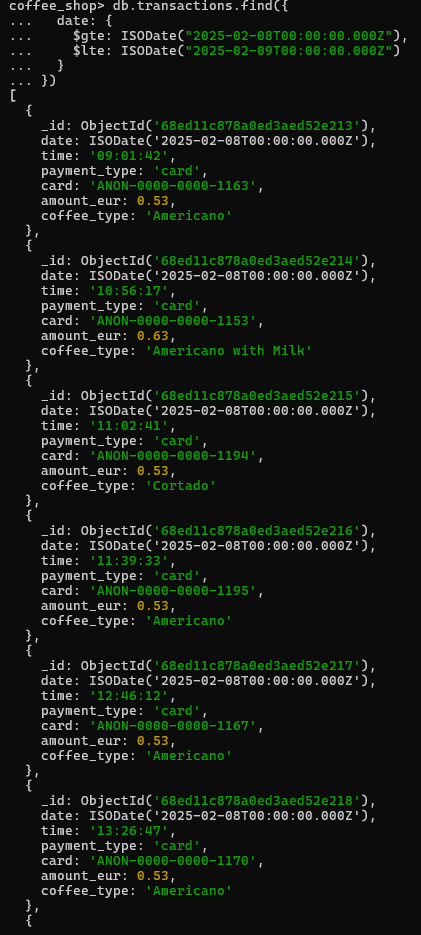 coffee_shop> db.transactions.find({
...   date: {
...     $gte: ISODate("2025-02-08T00:00:00.000Z"),
...     $lte: ISODate("2025-02-09T00:00:00.000Z")
...   }
... })
[
  {
    _id: ObjectId('68ed11c878a0ed3aed52e213'),
    date: ISODate('2025-02-08T00:00:00.000Z'),
    time: '09:01:42',
    payment_type: 'card',
    card: 'ANON-0000-0000-1163',
    amount_eur: 0.53,
    coffee_type: 'Americano'
  },
  {
    _id: ObjectId('68ed11c878a0ed3aed52e214'),
    date: ISODate('2025-02-08T00:00:00.000Z'),
    time: '10:56:17',
    payment_type: 'card',
    card: 'ANON-0000-0000-1153',
    amount_eur: 0.63,
    coffee_type: 'Americano with Milk'
  },
  {
    _id: ObjectId('68ed11c878a0ed3aed52e215'),
    date: ISODate('2025-02-08T00:00:00.000Z'),
    time: '11:02:41',
    payment_type: 'card',
    card: 'ANON-0000-0000-1194',
    amount_eur: 0.53,
    coffee_type: 'Cortado'
  },
  {
    _id: ObjectId('68ed11c878a0ed3aed52e216'),
    date: ISODate('2025-02-08T00:00:00.000Z'),
    time: '11:39:33',
    payment_type: 'card',
    card: 'ANON-0000-0000-1195',
    amount_eur: 0.53,
    coffee_type: 'Americano'
  },
  {
    _id: ObjectId('68ed11c878a0ed3aed52e217'),
    date: ISODate('2025-02-08T00:00:00.000Z'),
    time: '12:46:12',
    payment_type: 'card',
    card: 'ANON-0000-0000-1167',
    amount_eur: 0.53,
    coffee_type: 'Americano'
  },
  {
    _id: ObjectId('68ed11c878a0ed3aed52e218'),
    date: ISODate('2025-02-08T00:00:00.000Z'),
    time: '13:26:47',
    payment_type: 'card',
    card: 'ANON-0000-0000-1170',
    amount_eur: 0.53,
    coffee_type: 'Americano'
  },
  {